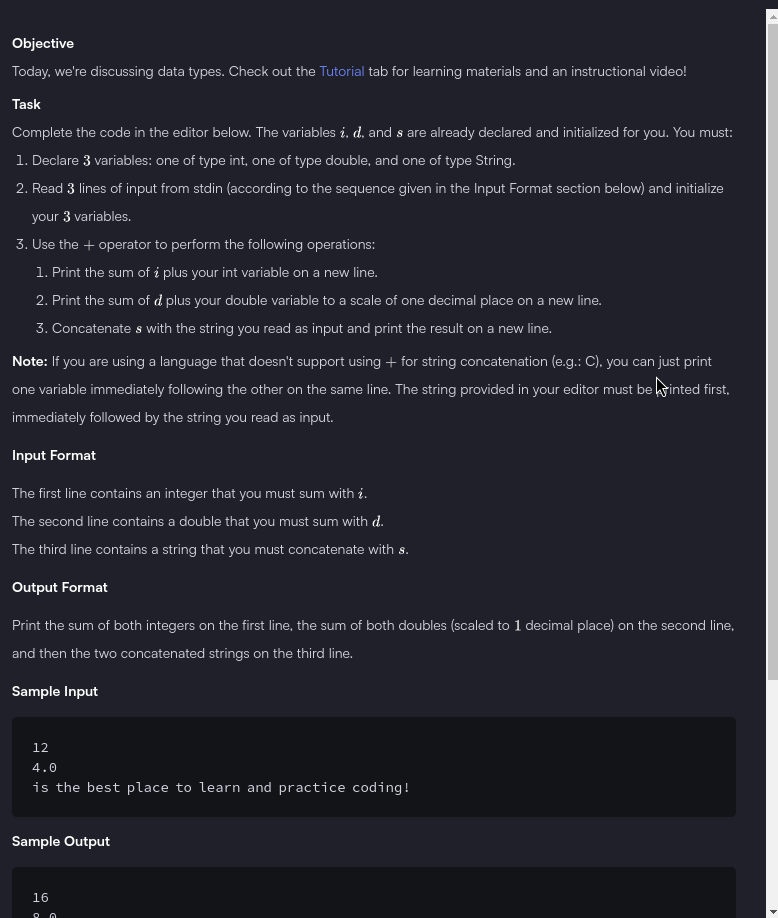 Objective
Today, we're discussing data types. Check out the Tutorial tab for learning materials and an instructional video!
Task
Complete the code in the editor below. The variables i, d, and s are already declared and initialized for you. You must:
1. Declare 3 variables: one of type int, one of type double, and one of type String.
2. Read 3 lines of input from stdin (according to the sequence given in the Input Format section below) and initialize
your 3 variables.
3. Use the + operator to perform the following operations:
1. Print the sum of i plus your int variable on a new line.
2. Print the sum of d plus your double variable to a scale of one decimal place on a new line.
3. Concatenate s with the string you read as input and print the result on a new line.
Note: If you are using a language that doesn't support using + for string concatenation (e.g.: C), you can just print
one variable immediately following the other on the same line. The string provided in your editor must be printed first,
immediately followed by the string you read as input.
Input Format
The first line contains an integer that you must sum with i.
The second line contains a double that you must sum with d.
The third line contains a string that you must concatenate with s.
Output Format
Print the sum of both integers on the first line, the sum of both doubles (scaled to 1 decimal place) on the second line,
and then the two concatenated strings on the third line.
Sample Input
12
4.0
is the best place to learn and practice coding!
Sample Output
16
8.0